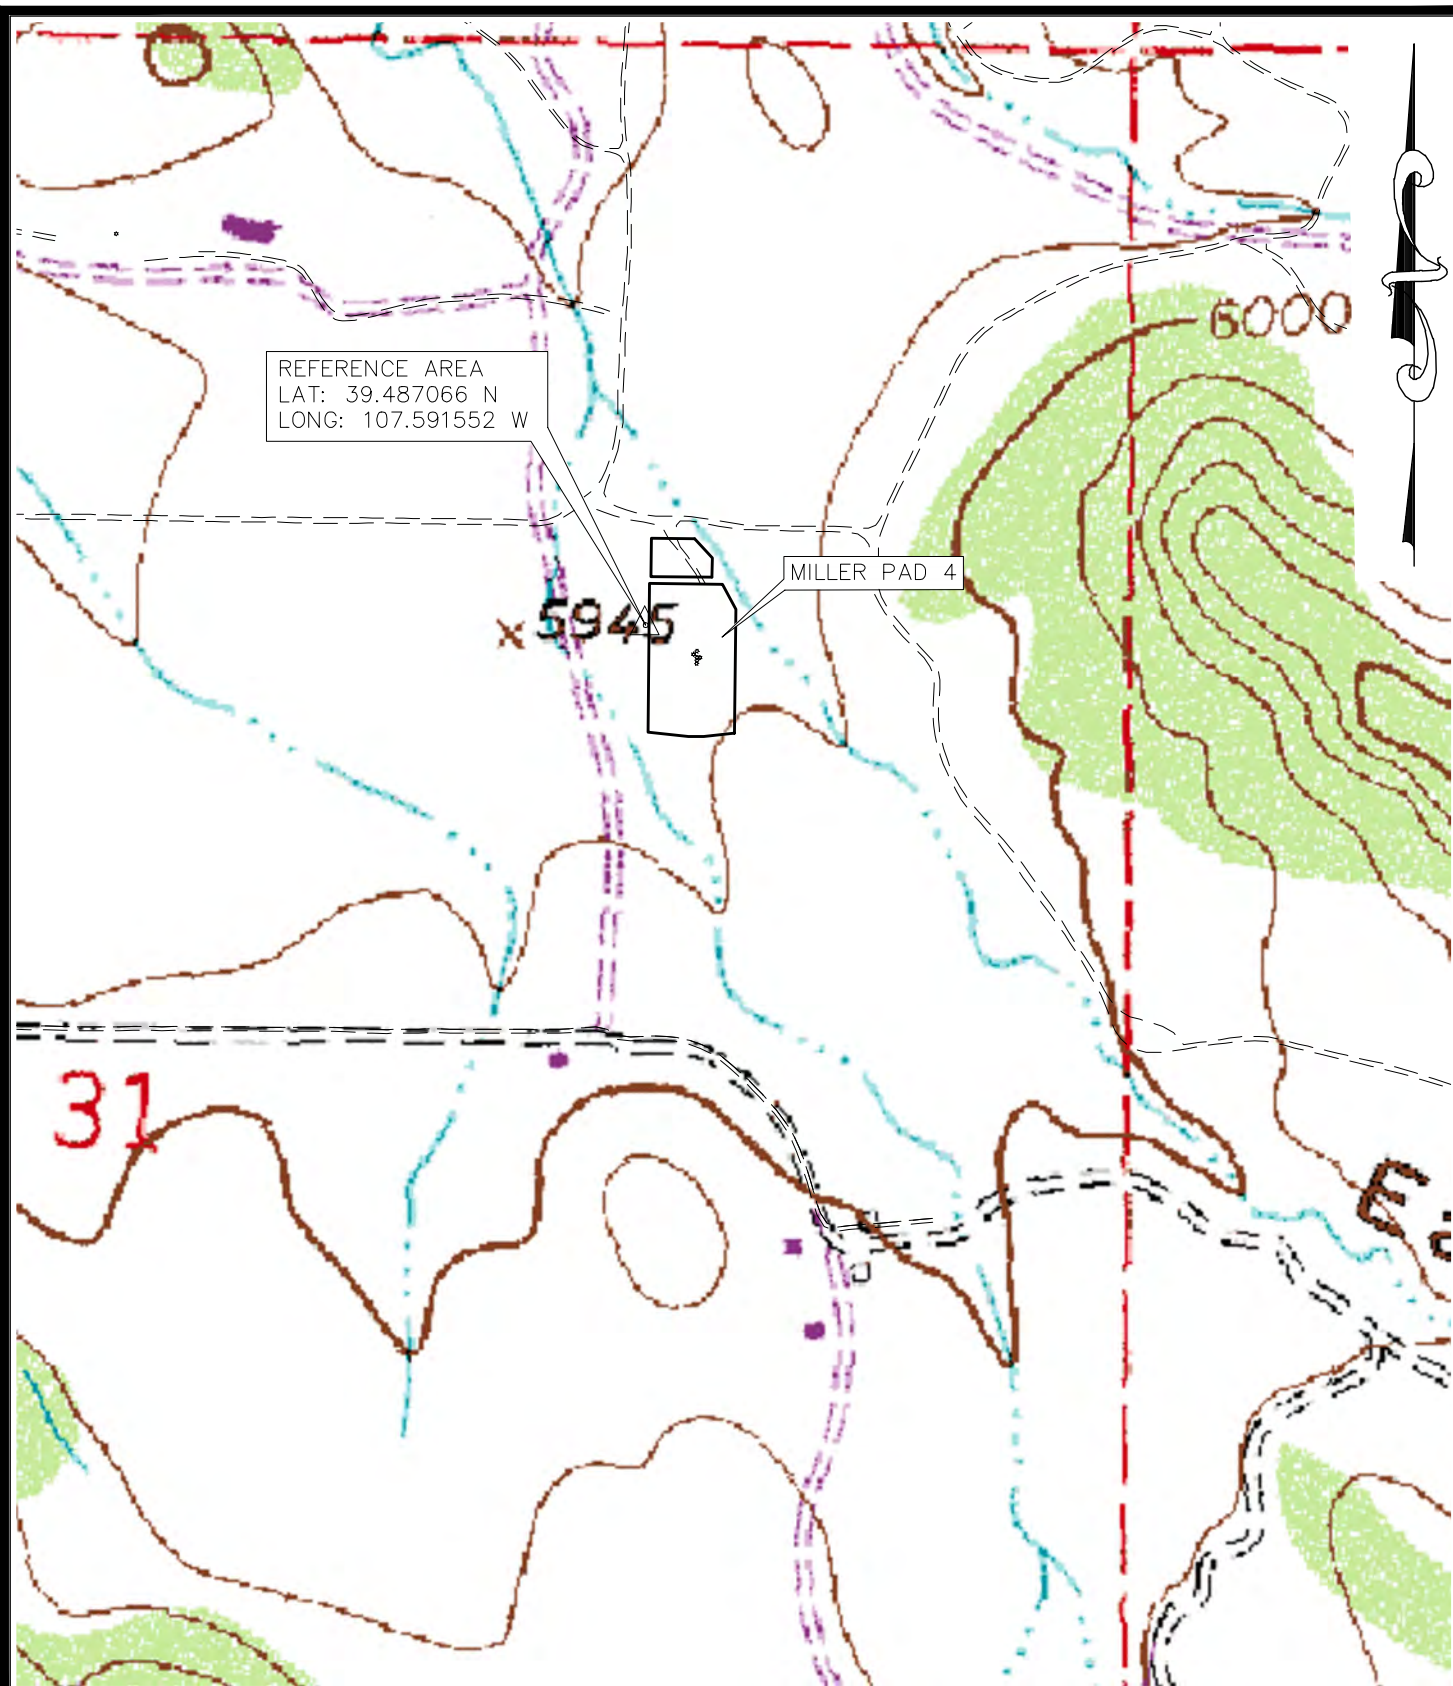 6000
REFERENCE AREA
LAT: 39.487066 N
LONG: 107.591552 W
MILLER PAD 4
×5945
31
E